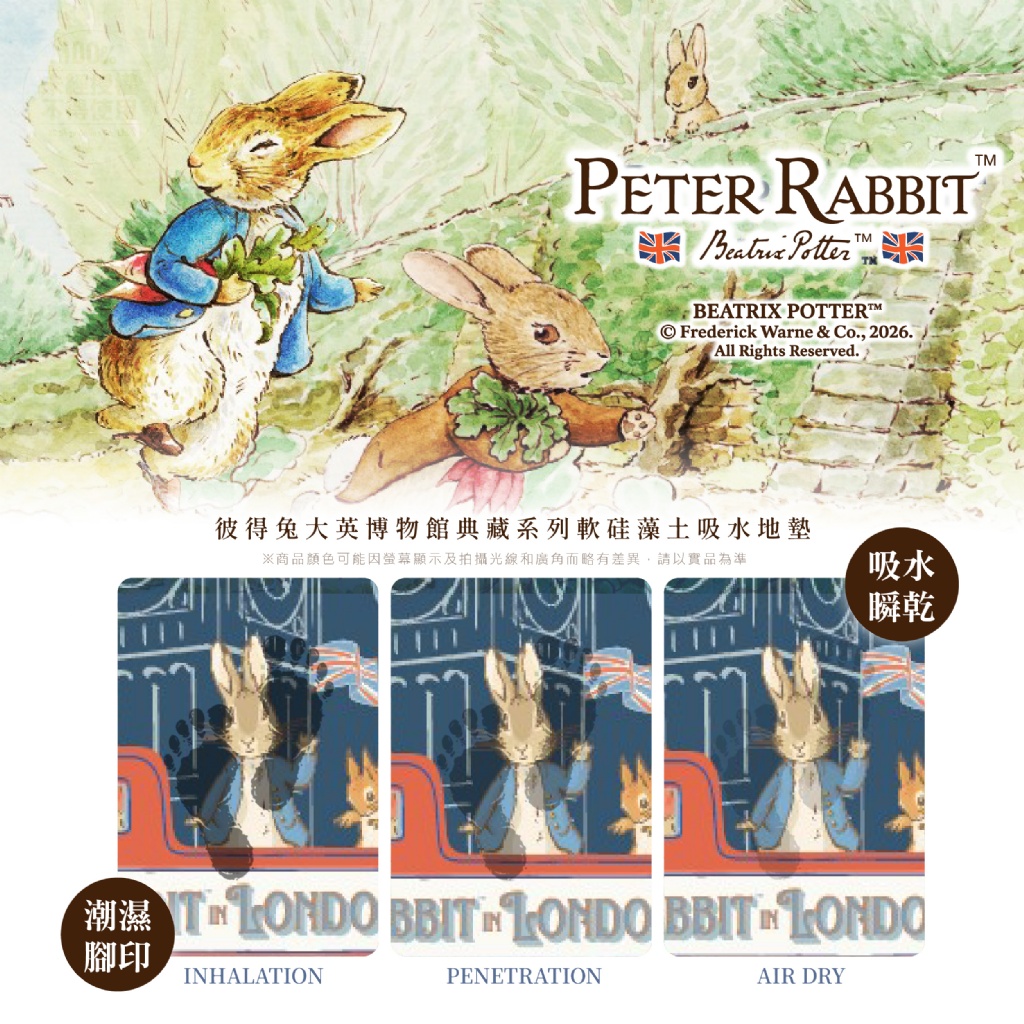 PETER RABBIT™
Beatrix Potter™ ™
BEATRIX POTTER™
© Frederick Warne & Co., 2026.
All Rights Reserved.
彼得兔大英博物館典藏系列軟硅藻土吸水地墊
※商品顏色可能因螢幕顯示及拍攝光線和廣角而略有差異，請以實品為準
吸水
瞬乾
BIT IN LONDO
BBIT IN LONDO
BBIT IN LONDO
潮濕
腳印
INHALATION
PENETRATION
AIR DRY